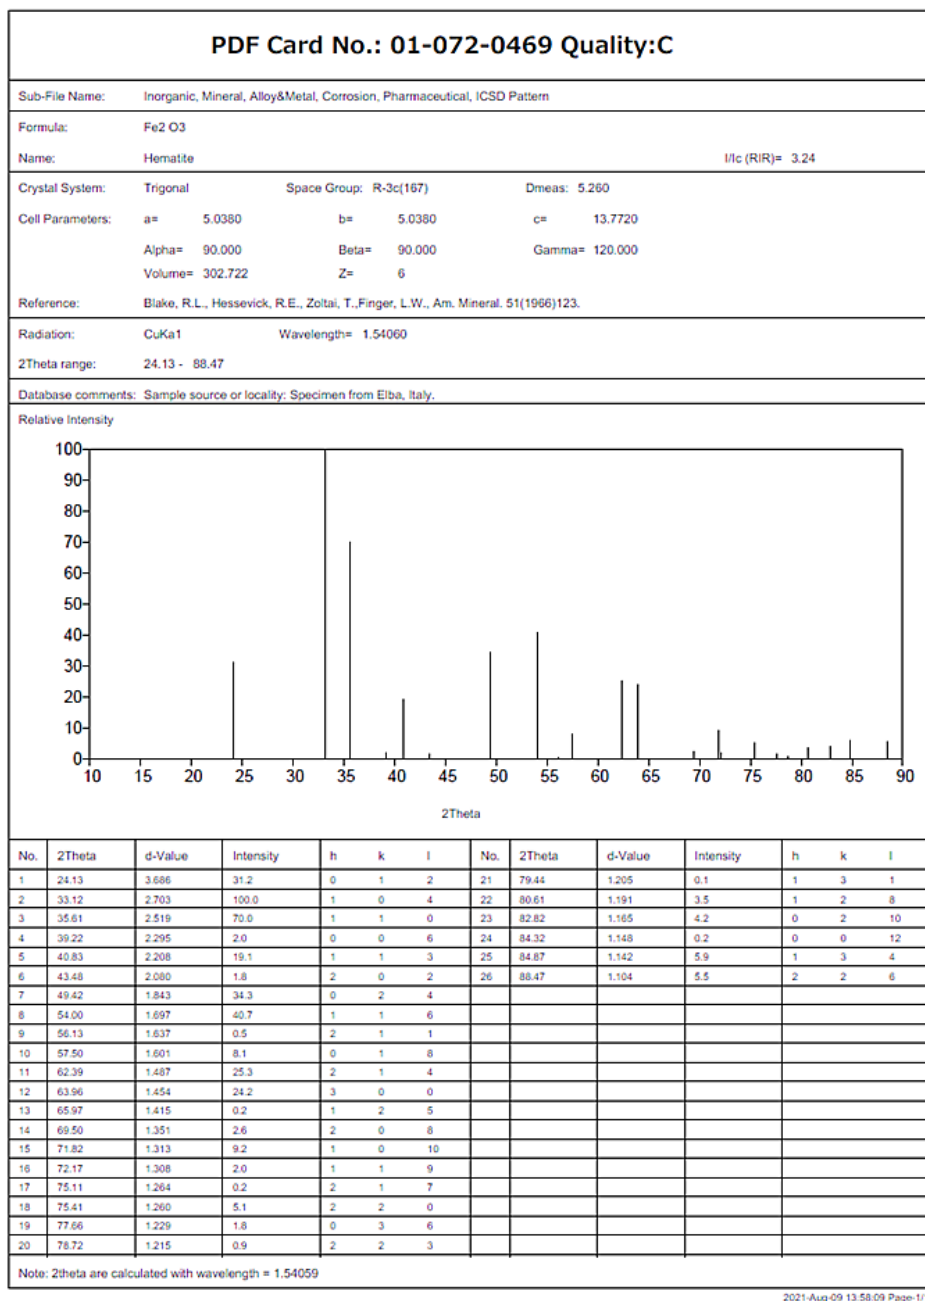 PDF Card No.: 01-072-0469 Quality:C
Sub-File Name: Inorganic, Mineral, Alloy&Metal, Corrosion, Pharmaceutical, ICSD Pattern
Formula: Fe2 O3
Name: Hematite I/Ic (RIR)= 3.24
Crystal System: Trigonal Space Group: R-3c(167) Dmeas: 5.260
Cell Parameters: a= 5.0380 b= 5.0380 c= 13.7720
Alpha= 90.000 Beta= 90.000 Gamma= 120.000
Volume= 302.722 Z= 6
Reference: Blake, R.L., Hessevick, R.E., Zoltai, T.,Finger, L.W., Am. Mineral. 51(1966)123.
Radiation: CuKa1 Wavelength= 1.54060
2Theta range: 24.13 - 88.47
Database comments: Sample source or locality: Specimen from Elba, Italy.
Relative Intensity
100
90
80
70
60
50
40
30
20
10
0
10 15 20 25 30 35 40 45 50 55 60 65 70 75 80 85 90
2Theta
No. 2Theta d-Value Intensity h k l No. 2Theta d-Value Intensity h k l
1 24.13 3.686 31.2 0 1 2 21 79.44 1.205 0.1 1 3 1
2 33.12 2.703 100.0 1 0 4 22 80.61 1.191 3.5 1 2 8
3 35.61 2.519 70.0 1 1 0 23 82.82 1.165 4.2 0 2 10
4 39.22 2.295 2.0 0 0 6 24 84.32 1.148 0.2 0 0 12
5 40.83 2.208 19.1 1 1 3 25 84.87 1.142 5.9 1 3 4
6 43.48 2.080 1.8 2 0 2 26 88.47 1.104 5.5 2 2 6
7 49.42 1.843 34.3 0 2 4
8 54.00 1.697 40.7 1 1 6
9 56.13 1.637 0.5 2 1 1
10 57.50 1.601 8.1 0 1 8
11 62.39 1.487 25.3 2 1 4
12 63.96 1.454 24.2 3 0 0
13 65.97 1.415 0.2 1 2 5
14 69.50 1.351 2.6 2 0 8
15 71.82 1.313 9.2 1 0 10
16 72.17 1.308 2.0 1 1 9
17 75.11 1.264 0.2 2 1 7
18 75.41 1.260 5.1 2 2 0
19 77.66 1.229 1.8 0 3 6
20 78.72 1.215 0.9 2 2 3
Note: 2theta are calculated with wavelength = 1.54059
2021-Aug-09 13:58:09 Page-1/